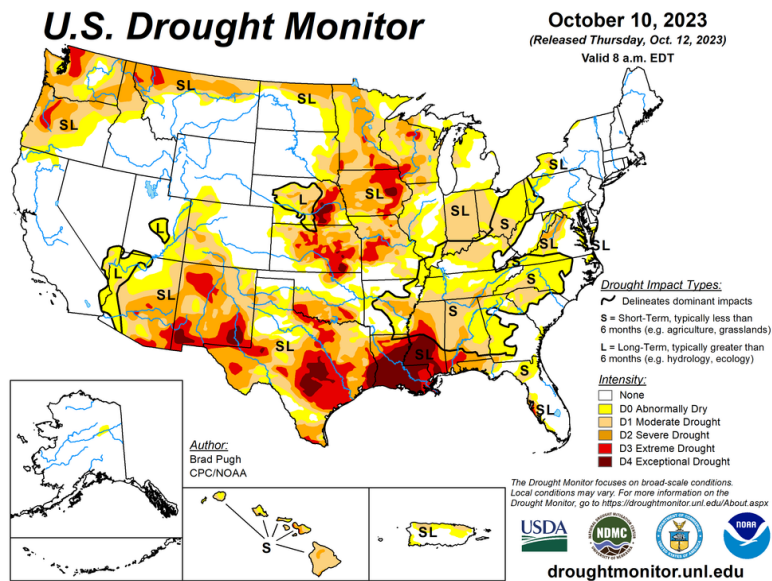 U.S. Drought Monitor
October 10, 2023
(Released Thursday, Oct. 12, 2023)
Valid 8 a.m. EDT
SL
SL
SL
SL
SL
L
SL
SL
S
SL
SL
L
L
SL
S
S
SL
SL
S
SL
Drought Impact Types:
Delineates dominant impacts
S = Short-Term, typically less than
6 months (e.g. agriculture, grasslands)
L = Long-Term, typically greater than
6 months (e.g. hydrology, ecology)
Intensity:
None
D0 Abnormally Dry
D1 Moderate Drought
D2 Severe Drought
D3 Extreme Drought
D4 Exceptional Drought
Author:
Brad Pugh
CPC/NOAA
S
SL
The Drought Monitor focuses on broad-scale conditions.
Local conditions may vary. For more information on the
Drought Monitor, go to https://droughtmonitor.unl.edu/About.aspx
USDA
NDMC
NOAA
droughtmonitor.unl.edu